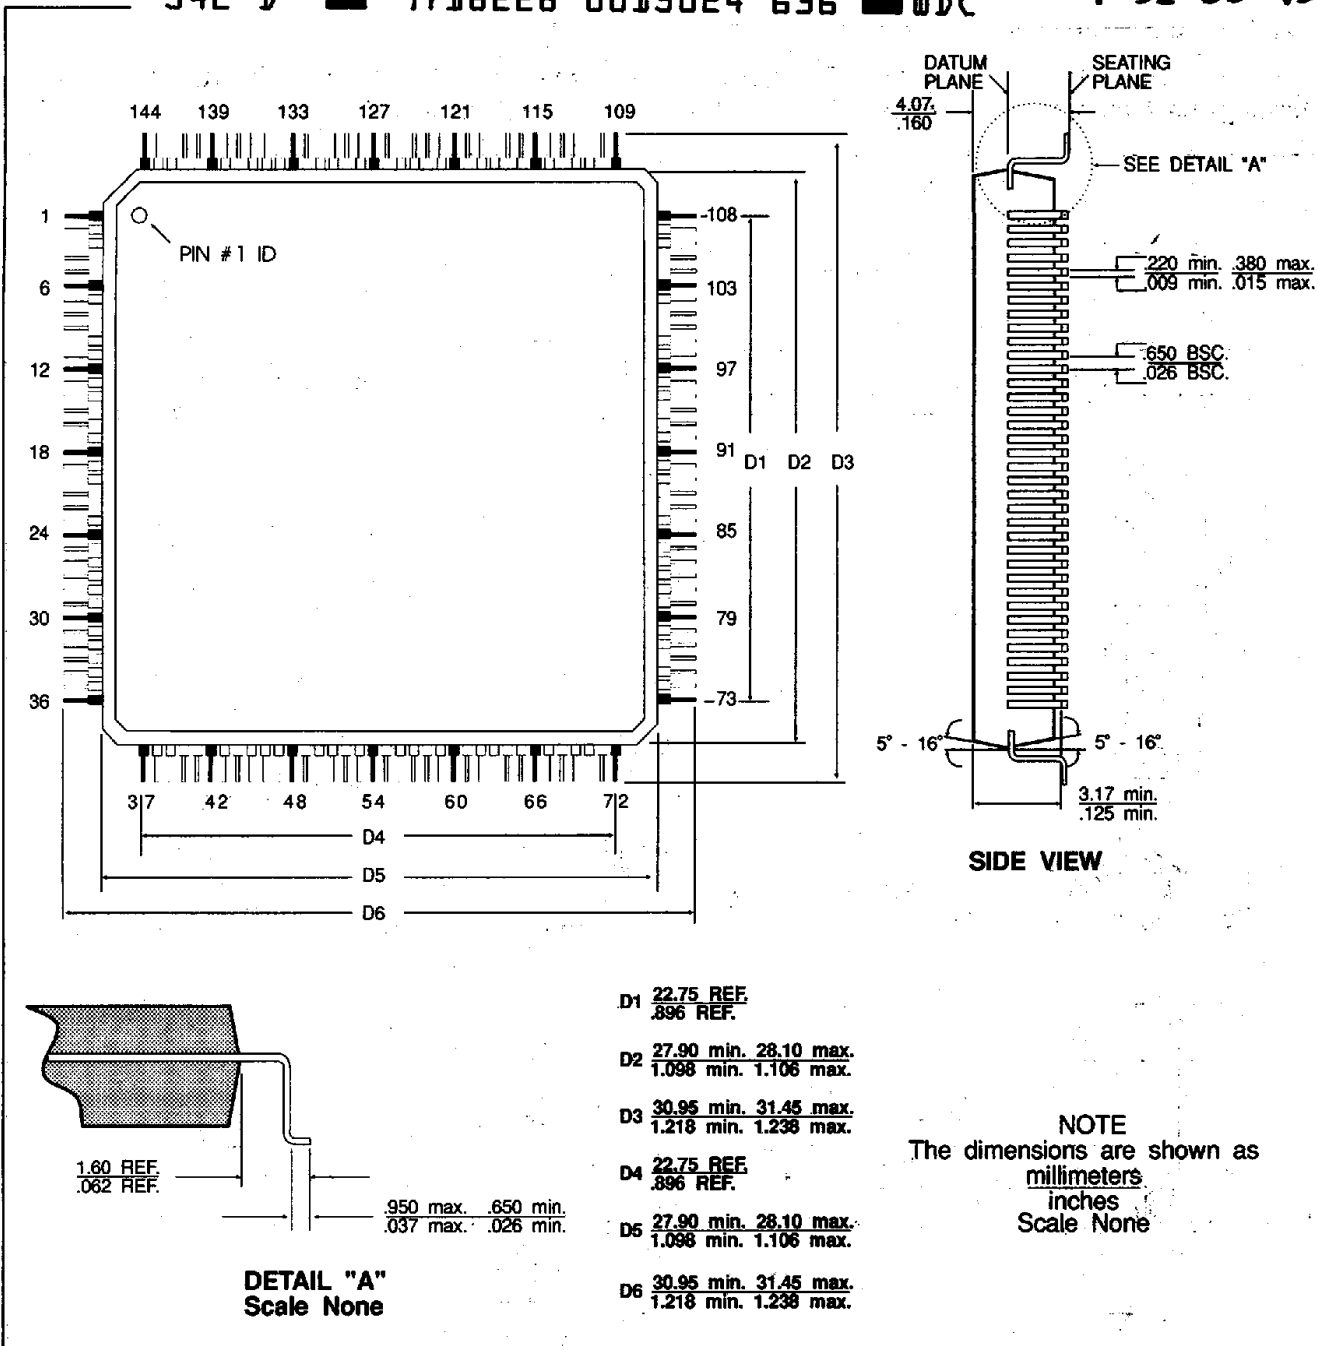 DATUM PLANE
SEATING PLANE
4.07
.160
SEE DETAIL "A"
144 139 133 127 121 115 109
1
6
12
18
24
30
36
PIN #1 ID
108
103
97
91
85
79
73
D1 D2 D3
.220 min. .380 max.
.009 min. .015 max.
.650 BSC.
.026 BSC.
5° - 16°
5° - 16°
3.17 min.
.125 min.
SIDE VIEW
37 42 48 54 60 66 72
D4
D5
D6
1.60 REF.
.062 REF.
.950 max. .650 min.
.037 max. .026 min.
DETAIL "A"
Scale None
D1 22.75 REF.
.896 REF.
D2 27.90 min. 28.10 max.
1.098 min. 1.106 max.
D3 30.95 min. 31.45 max.
1.218 min. 1.238 max.
D4 22.75 REF.
.896 REF.
D5 27.90 min. 28.10 max.
1.098 min. 1.106 max.
D6 30.95 min. 31.45 max.
1.218 min. 1.238 max.
NOTE
The dimensions are shown as
millimeters
inches
Scale None